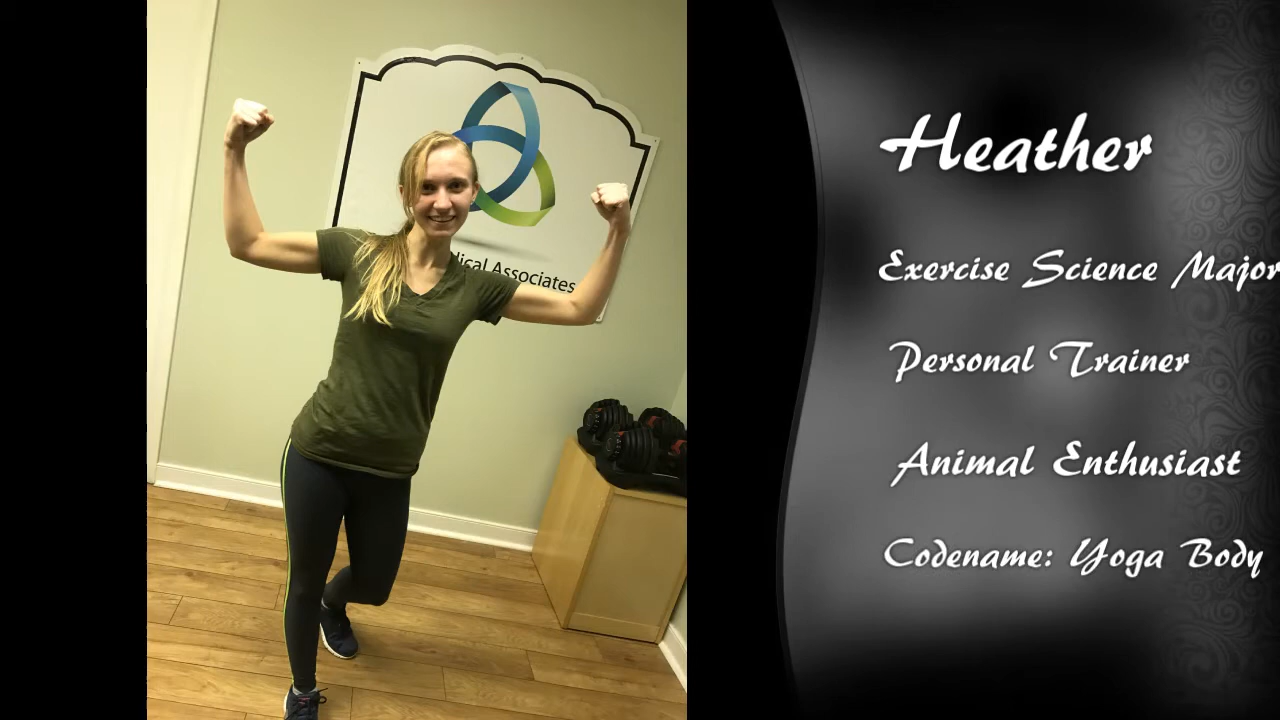 dical Associates
Heather
Exercise Science Major
Personal Trainer
Animal Enthusiast
Codename: Yoga Body